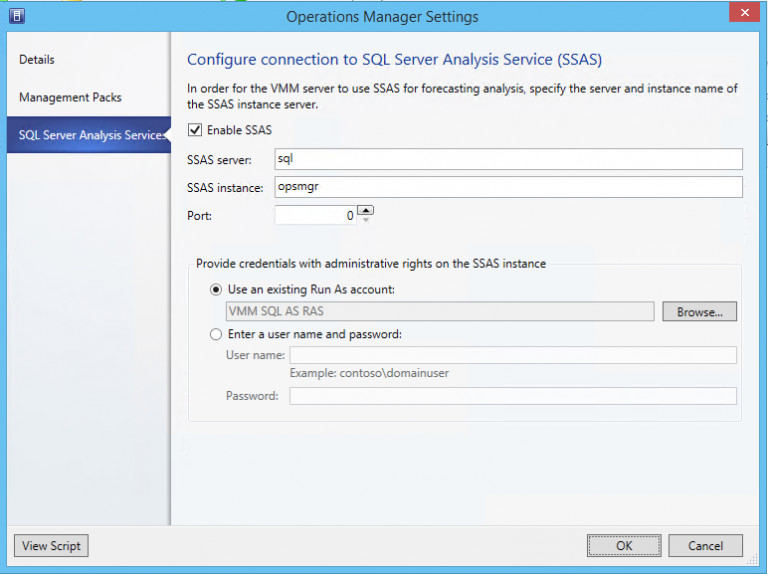 Operations Manager Settings
Details
Management Packs
SQL Server Analysis Services
Configure connection to SQL Server Analysis Service (SSAS)
In order for the VMM server to use SSAS for forecasting analysis, specify the server and instance name of
the SSAS instance server.
Enable SSAS
SSAS server: sql
SSAS instance: opsmgr
Port: 0
Provide credentials with administrative rights on the SSAS instance
Use an existing Run As account:
VMM SQL AS RAS Browse...
Enter a user name and password:
User name:
Example: contoso\domainuser
Password:
View Script OK Cancel